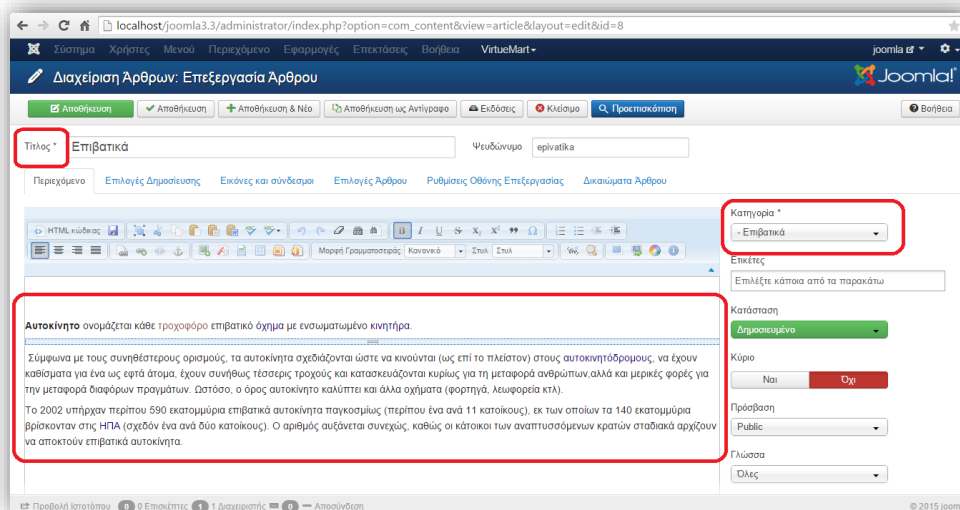 localhost/joomla3.3/administrator/index.php?option=com_content&view=article&layout=edit&id=8
Σύστημα Χρήστες Μενού Περιεχόμενο Εφαρμογές Επεκτάσεις Βοήθεια VirtueMart joomla
Διαχείριση Άρθρων: Επεξεργασία Άρθρου Joomla!
Αποθήκευση Αποθήκευση Αποθήκευση & Νέο Αποθήκευση ως Αντίγραφο Εκδόσεις Κλείσιμο Προεπισκόπιση Βοήθεια
Τίτλος * Επιβατικά Ψευδώνυμο epivatika
Περιεχόμενο Επιλογές Δημοσίευσης Εικόνες και σύνδεσμοι Επιλογές Άρθρου Ρυθμίσεις Οθόνης Επεξεργασίας Δικαιώματα Άρθρου
Κατηγορία *
- Επιβατικά
HTML κώδικας
Μορφή Γραμματοσειράς Κανονικό Στυλ Στυλ
Ετικέτες
Επιλέξτε κάποια από τα παρακάτω
Κατάσταση
Δημοσιευμένο
Κύριο
Ναι Όχι
Πρόσβαση
Public
Γλώσσα
Όλες
Αυτοκίνητο ονομάζεται κάθε τροχοφόρο επιβατικό όχημα με ενσωματωμένο κινητήρα.
Σύμφωνα με τους συνηθέστερους ορισμούς, τα αυτοκίνητα σχεδιάζονται ώστε να κινούνται (ως επί το πλείστον) στους αυτοκινητόδρομους, να έχουν
καθίσματα για ένα ως εφτά άτομα, έχουν συνήθως τέσσερις τροχούς και κατασκευάζονται κυρίως για τη μεταφορά ανθρώπων,αλλά και μερικές φορές για
την μεταφορά διαφόρων πραγμάτων. Ωστόσο, ο όρος αυτοκίνητο καλύπτει και άλλα οχήματα (φορτηγά, λεωφορεία κτλ).
Το 2002 υπήρχαν περίπου 590 εκατομμύρια επιβατικά αυτοκίνητα παγκοσμίως (περίπου ένα ανά 11 κατοίκους), εκ των οποίων τα 140 εκατομμύρια
βρίσκονταν στις ΗΠΑ (σχεδόν ένα ανά δύο κατοίκους). Ο αριθμός αυξάνεται συνεχώς, καθώς οι κάτοικοι των αναπτυσσόμενων κρατών σταδιακά αρχίζουν
να αποκτούν επιβατικά αυτοκίνητα.
Προβολή Ιστοτόπου 0 0 Επισκέπτες 1 1 Διαχειριστής 0 Αποσύνδεση © 2015 joom